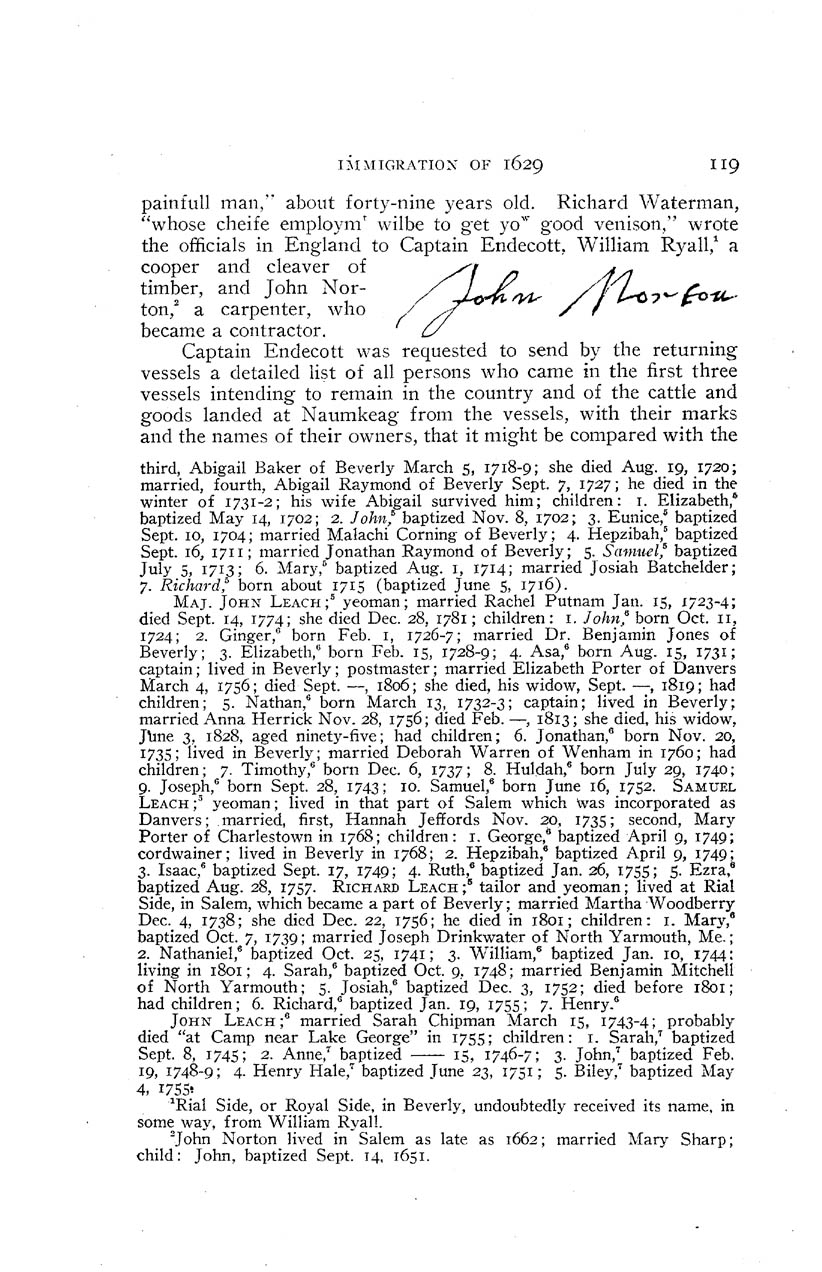 IMMIGRATION OF 1629 119
painfull man,” about forty-nine years old. Richard Waterman,
“whose cheife employmᵗ wilbe to get yoʷ good venison,” wrote
the officials in England to Captain Endecott, William Ryall,¹ a
cooper and cleaver of
timber, and John Nor-
ton,² a carpenter, who
became a contractor.
John Norton
Captain Endecott was requested to send by the returning
vessels a detailed list of all persons who came in the first three
vessels intending to remain in the country and of the cattle and
goods landed at Naumkeag from the vessels, with their marks
and the names of their owners, that it might be compared with the
third, Abigail Baker of Beverly March 5, 1718-9; she died Aug. 19, 1720;
married, fourth, Abigail Raymond of Beverly Sept. 7, 1727; he died in the
winter of 1731-2; his wife Abigail survived him; children: 1. Elizabeth,⁵
baptized May 14, 1702; 2. John,⁵ baptized Nov. 8, 1702; 3. Eunice,⁵ baptized
Sept. 10, 1704; married Malachi Corning of Beverly; 4. Hepzibah,⁵ baptized
Sept. 16, 1711; married Jonathan Raymond of Beverly; 5. Samuel,⁵ baptized
July 5, 1713; 6. Mary,⁵ baptized Aug. 1, 1714; married Josiah Batchelder;
7. Richard,⁵ born about 1715 (baptized June 5, 1716).
MAJ. JOHN LEACH;⁵ yeoman; married Rachel Putnam Jan. 15, 1723-4;
died Sept. 14, 1774; she died Dec. 28, 1781; children: 1. John,⁶ born Oct. 11,
1724; 2. Ginger,⁶ born Feb. 1, 1726-7; married Dr. Benjamin Jones of
Beverly; 3. Elizabeth,⁶ born Feb. 15, 1728-9; 4. Asa,⁶ born Aug. 15, 1731;
captain; lived in Beverly; postmaster; married Elizabeth Porter of Danvers
March 4, 1756; died Sept. —, 1806; she died, his widow, Sept. —, 1819; had
children; 5. Nathan,⁶ born March 13, 1732-3; captain; lived in Beverly;
married Anna Herrick Nov. 28, 1756; died Feb. —, 1813; she died, his widow,
June 3, 1828, aged ninety-five; had children; 6. Jonathan,⁶ born Nov. 20,
1735; lived in Beverly; married Deborah Warren of Wenham in 1760; had
children; 7. Timothy,⁶ born Dec. 6, 1737; 8. Huldah,⁶ born July 29, 1740;
9. Joseph,⁶ born Sept. 28, 1743; 10. Samuel,⁶ born June 16, 1752. SAMUEL
LEACH;⁵ yeoman; lived in that part of Salem which was incorporated as
Danvers; married, first, Hannah Jeffords Nov. 20, 1735; second, Mary
Porter of Charlestown in 1768; children: 1. George,⁶ baptized April 9, 1749;
cordwainer; lived in Beverly in 1768; 2. Hepzibah,⁶ baptized April 9, 1749;
3. Isaac,⁶ baptized Sept. 17, 1749; 4. Ruth,⁶ baptized Jan. 26, 1755; 5. Ezra,⁶
baptized Aug. 28, 1757. RICHARD LEACH;⁵ tailor and yeoman; lived at Rial
Side, in Salem, which became a part of Beverly; married Martha Woodberry
Dec. 4, 1738; she died Dec. 22, 1756; he died in 1801; children: 1. Mary,⁶
baptized Oct. 7, 1739; married Joseph Drinkwater of North Yarmouth, Me.;
2. Nathaniel,⁶ baptized Oct. 25, 1741; 3. William,⁶ baptized Jan. 10, 1744;
living in 1801; 4. Sarah,⁶ baptized Oct. 9, 1748; married Benjamin Mitchell
of North Yarmouth; 5. Josiah,⁶ baptized Dec. 3, 1752; died before 1801;
had children; 6. Richard,⁶ baptized Jan. 19, 1755; 7. Henry.⁶
JOHN LEACH;⁶ married Sarah Chipman March 15, 1743-4; probably
died “at Camp near Lake George” in 1755; children: 1. Sarah,⁷ baptized
Sept. 8, 1745; 2. Anne,⁷ baptized —— 15, 1746-7; 3. John,⁷ baptized Feb.
19, 1748-9; 4. Henry Hale,⁷ baptized June 23, 1751; 5. Biley,⁷ baptized May
4, 1755.
¹Rial Side, or Royal Side, in Beverly, undoubtedly received its name, in
some way, from William Ryall.
²John Norton lived in Salem as late as 1662; married Mary Sharp;
child: John, baptized Sept. 14, 1651.